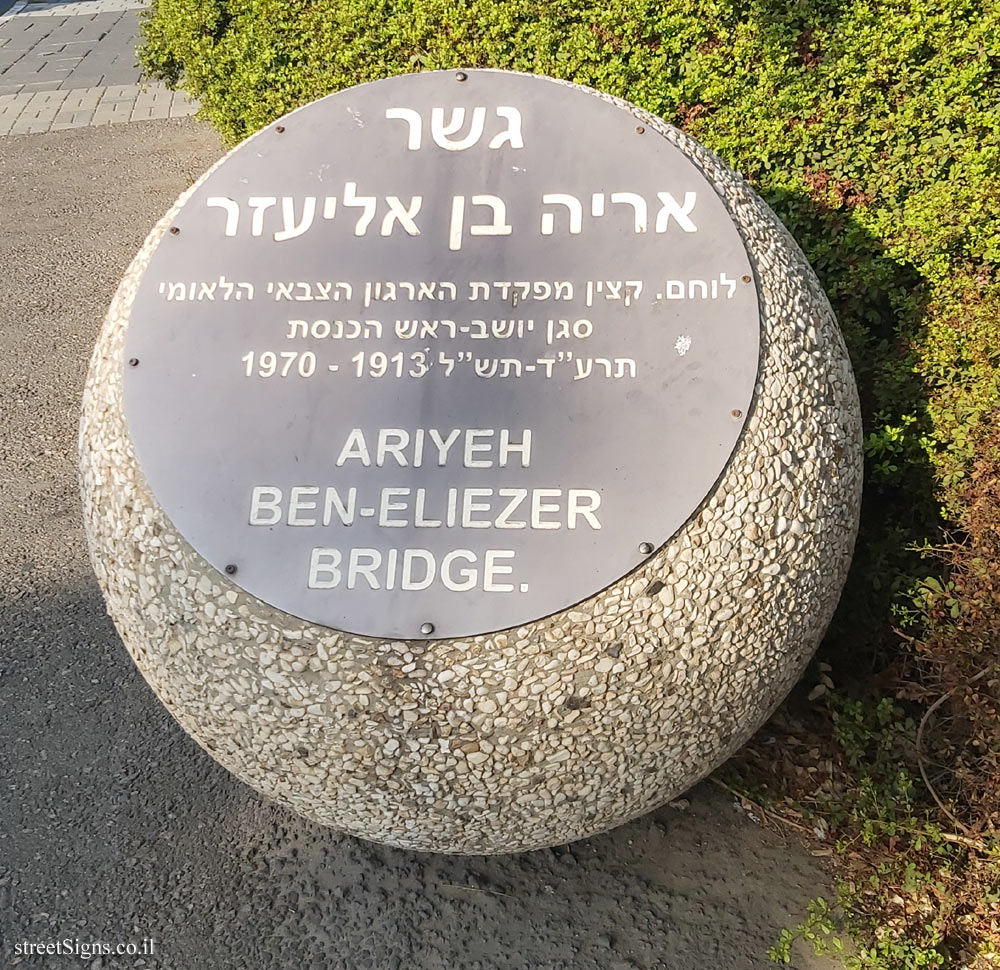 גשר
אריה בן אליעזר
לוחם. קצין מפקדת הארגון הצבאי הלאומי
סגן יושב-ראש הכנסת
תרע"ד-תש"ל 1913 - 1970
ARIYEH
BEN-ELIEZER
BRIDGE.
streetSigns.co.il